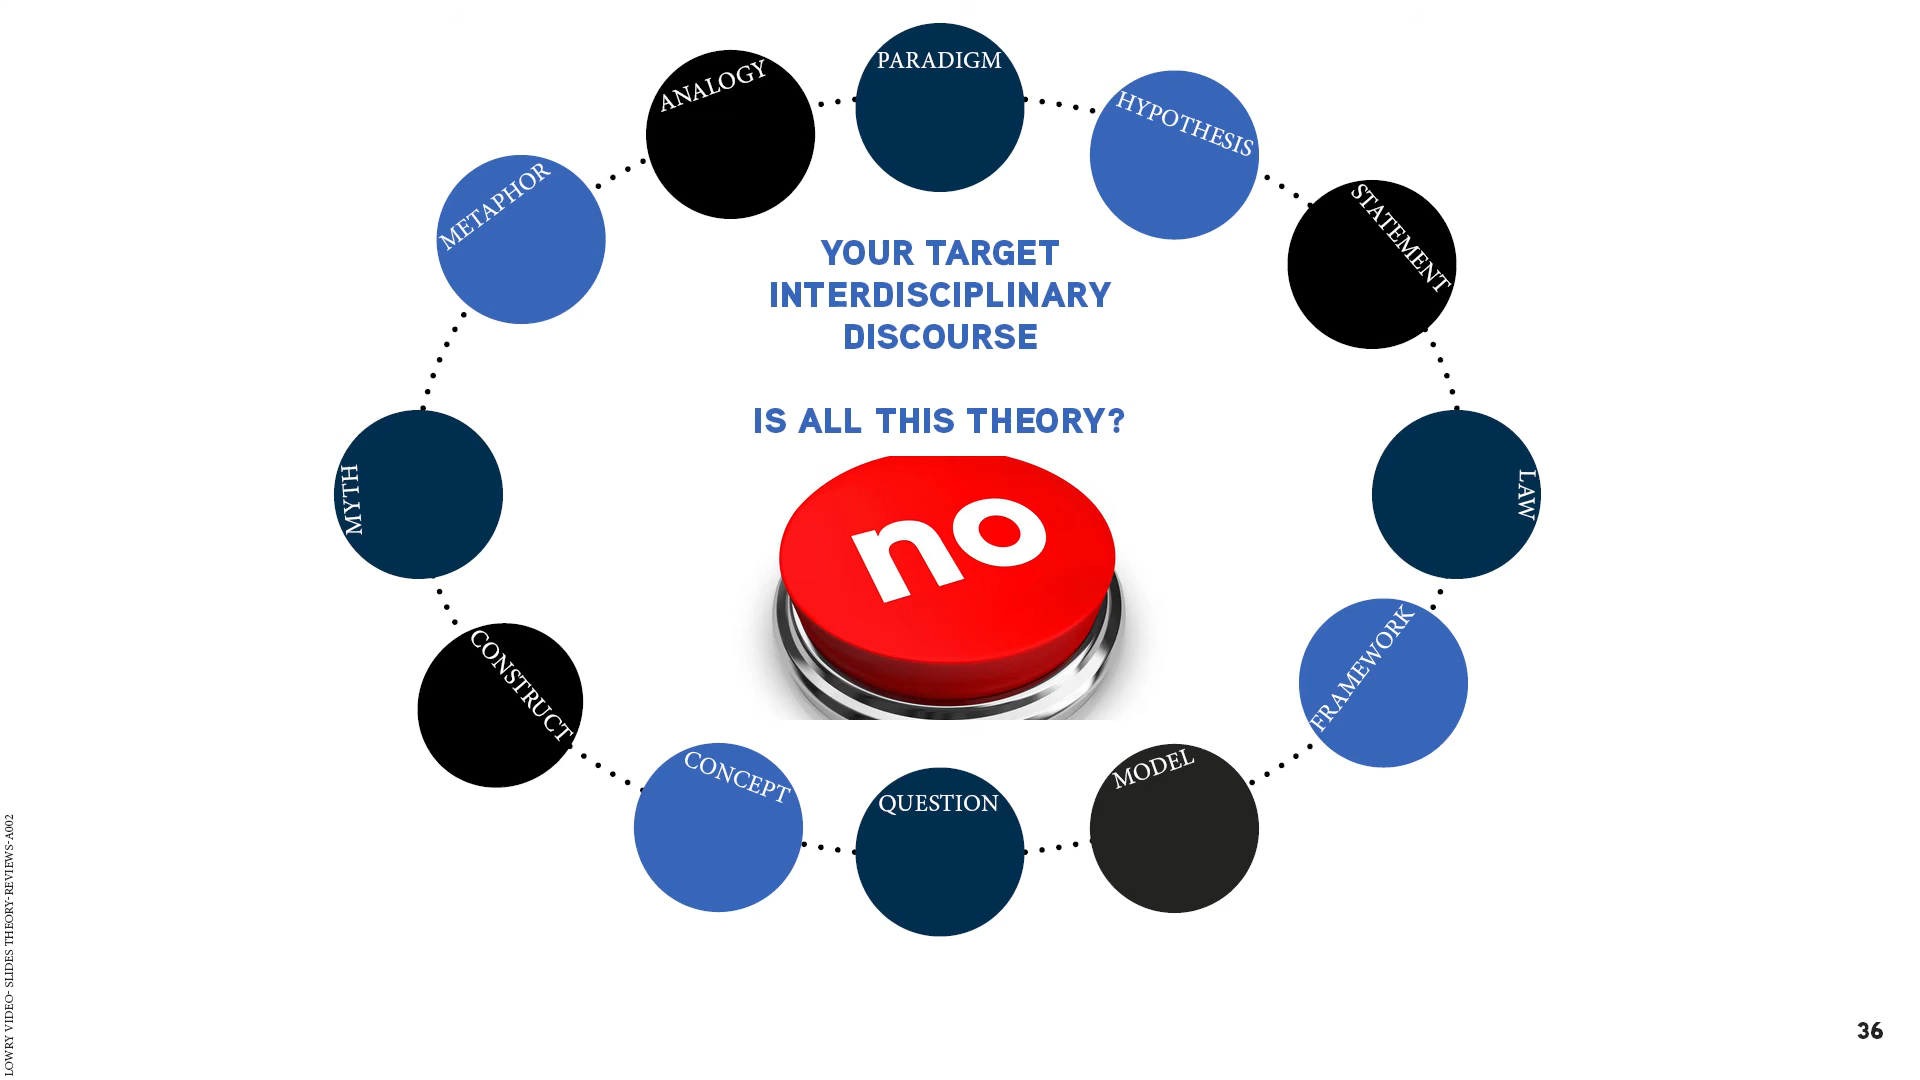 PARADIGM
ANALOGY
HYPOTHESIS
METAPHOR
STATEMENT
YOUR TARGET
INTERDISCIPLINARY
DISCOURSE
IS ALL THIS THEORY?
MYTH
LAW
no
CONSTRUCT
FRAMEWORK
CONCEPT
QUESTION
MODEL
LOWRY VIDEO- SLIDES THEORY-REVIEWS-A002
36